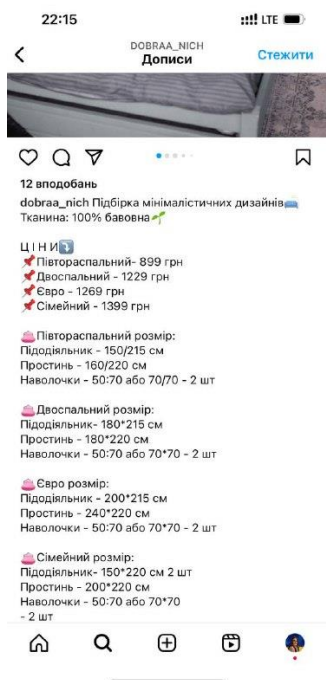 22:15
LTE
DOBRAA_NICH
Дописи
Стежити
12 вподобань
dobraa_nich Підбірка мінімалістичних дизайнів
Тканина: 100% бавовна
Ц І Н И
Півтораспальний- 899 грн
Двоспальний - 1229 грн
Євро - 1269 грн
Сімейний - 1399 грн
Півтораспальний розмір:
Підодіяльник - 150/215 см
Простинь - 160/220 см
Наволочки - 50:70 або 70/70 - 2 шт
Двоспальний розмір:
Підодіяльник- 180*215 см
Простинь - 180*220 см
Наволочки - 50:70 або 70*70 - 2 шт
Євро розмір:
Підодіяльник - 200*215 см
Простинь - 240*220 см
Наволочки - 50:70 або 70*70 - 2 шт
Сімейний розмір:
Підодіяльник- 150*220 см 2 шт
Простинь - 200*220 см
Наволочки - 50:70 або 70*70
- 2 шт